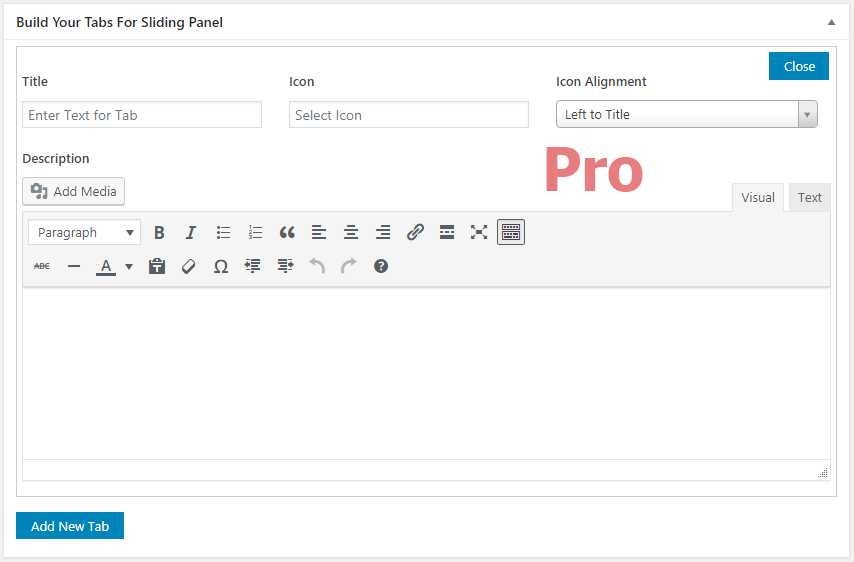 Build Your Tabs For Sliding Panel
Close
Title
Icon
Icon Alignment
Enter Text for Tab
Select Icon
Left to Title
Description
Pro
Add Media
Visual
Text
Paragraph
B I
ABC A T Ω ?
Add New Tab